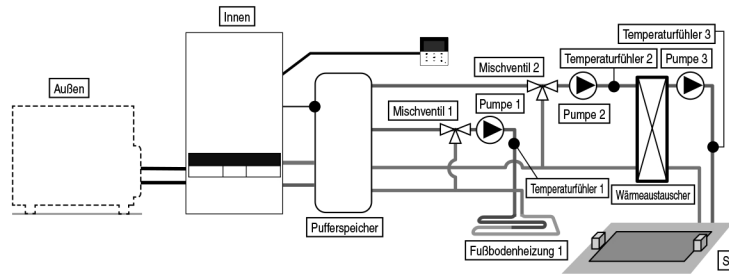 Innen
Temperaturfühler 3
Mischventil 2
Temperaturfühler 2
Pumpe 3
Außen
Mischventil 1
Pumpe 1
Pumpe 2
Temperaturfühler 1
Wärmeaustauscher
Pufferspeicher
Fußbodenheizung 1
S